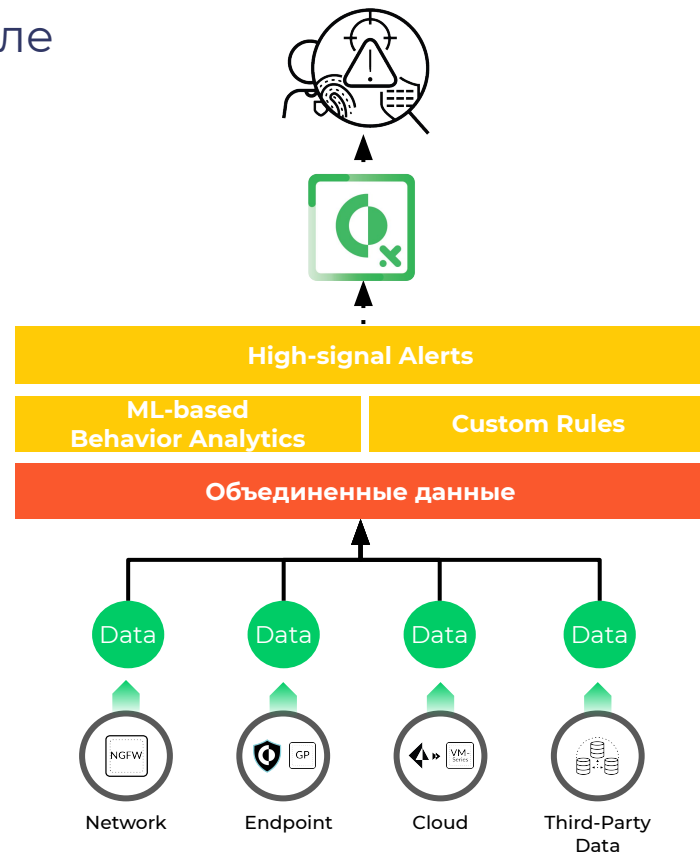 ле
High-signal Alerts
ML-based
Behavior Analytics
Custom Rules
Объединенные данные
Data
Data
Data
Data
NGFW
GP
VM-
Series
Network
Endpoint
Cloud
Third-Party
Data